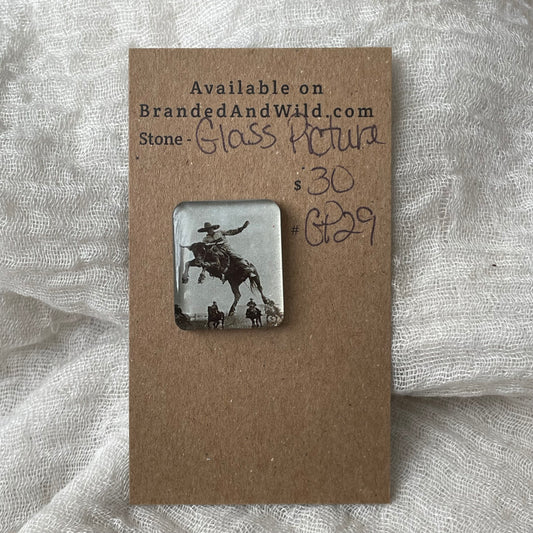 Available on
BrandedAndWild.com
Stone - Glass Picture
$ 30
# GP29